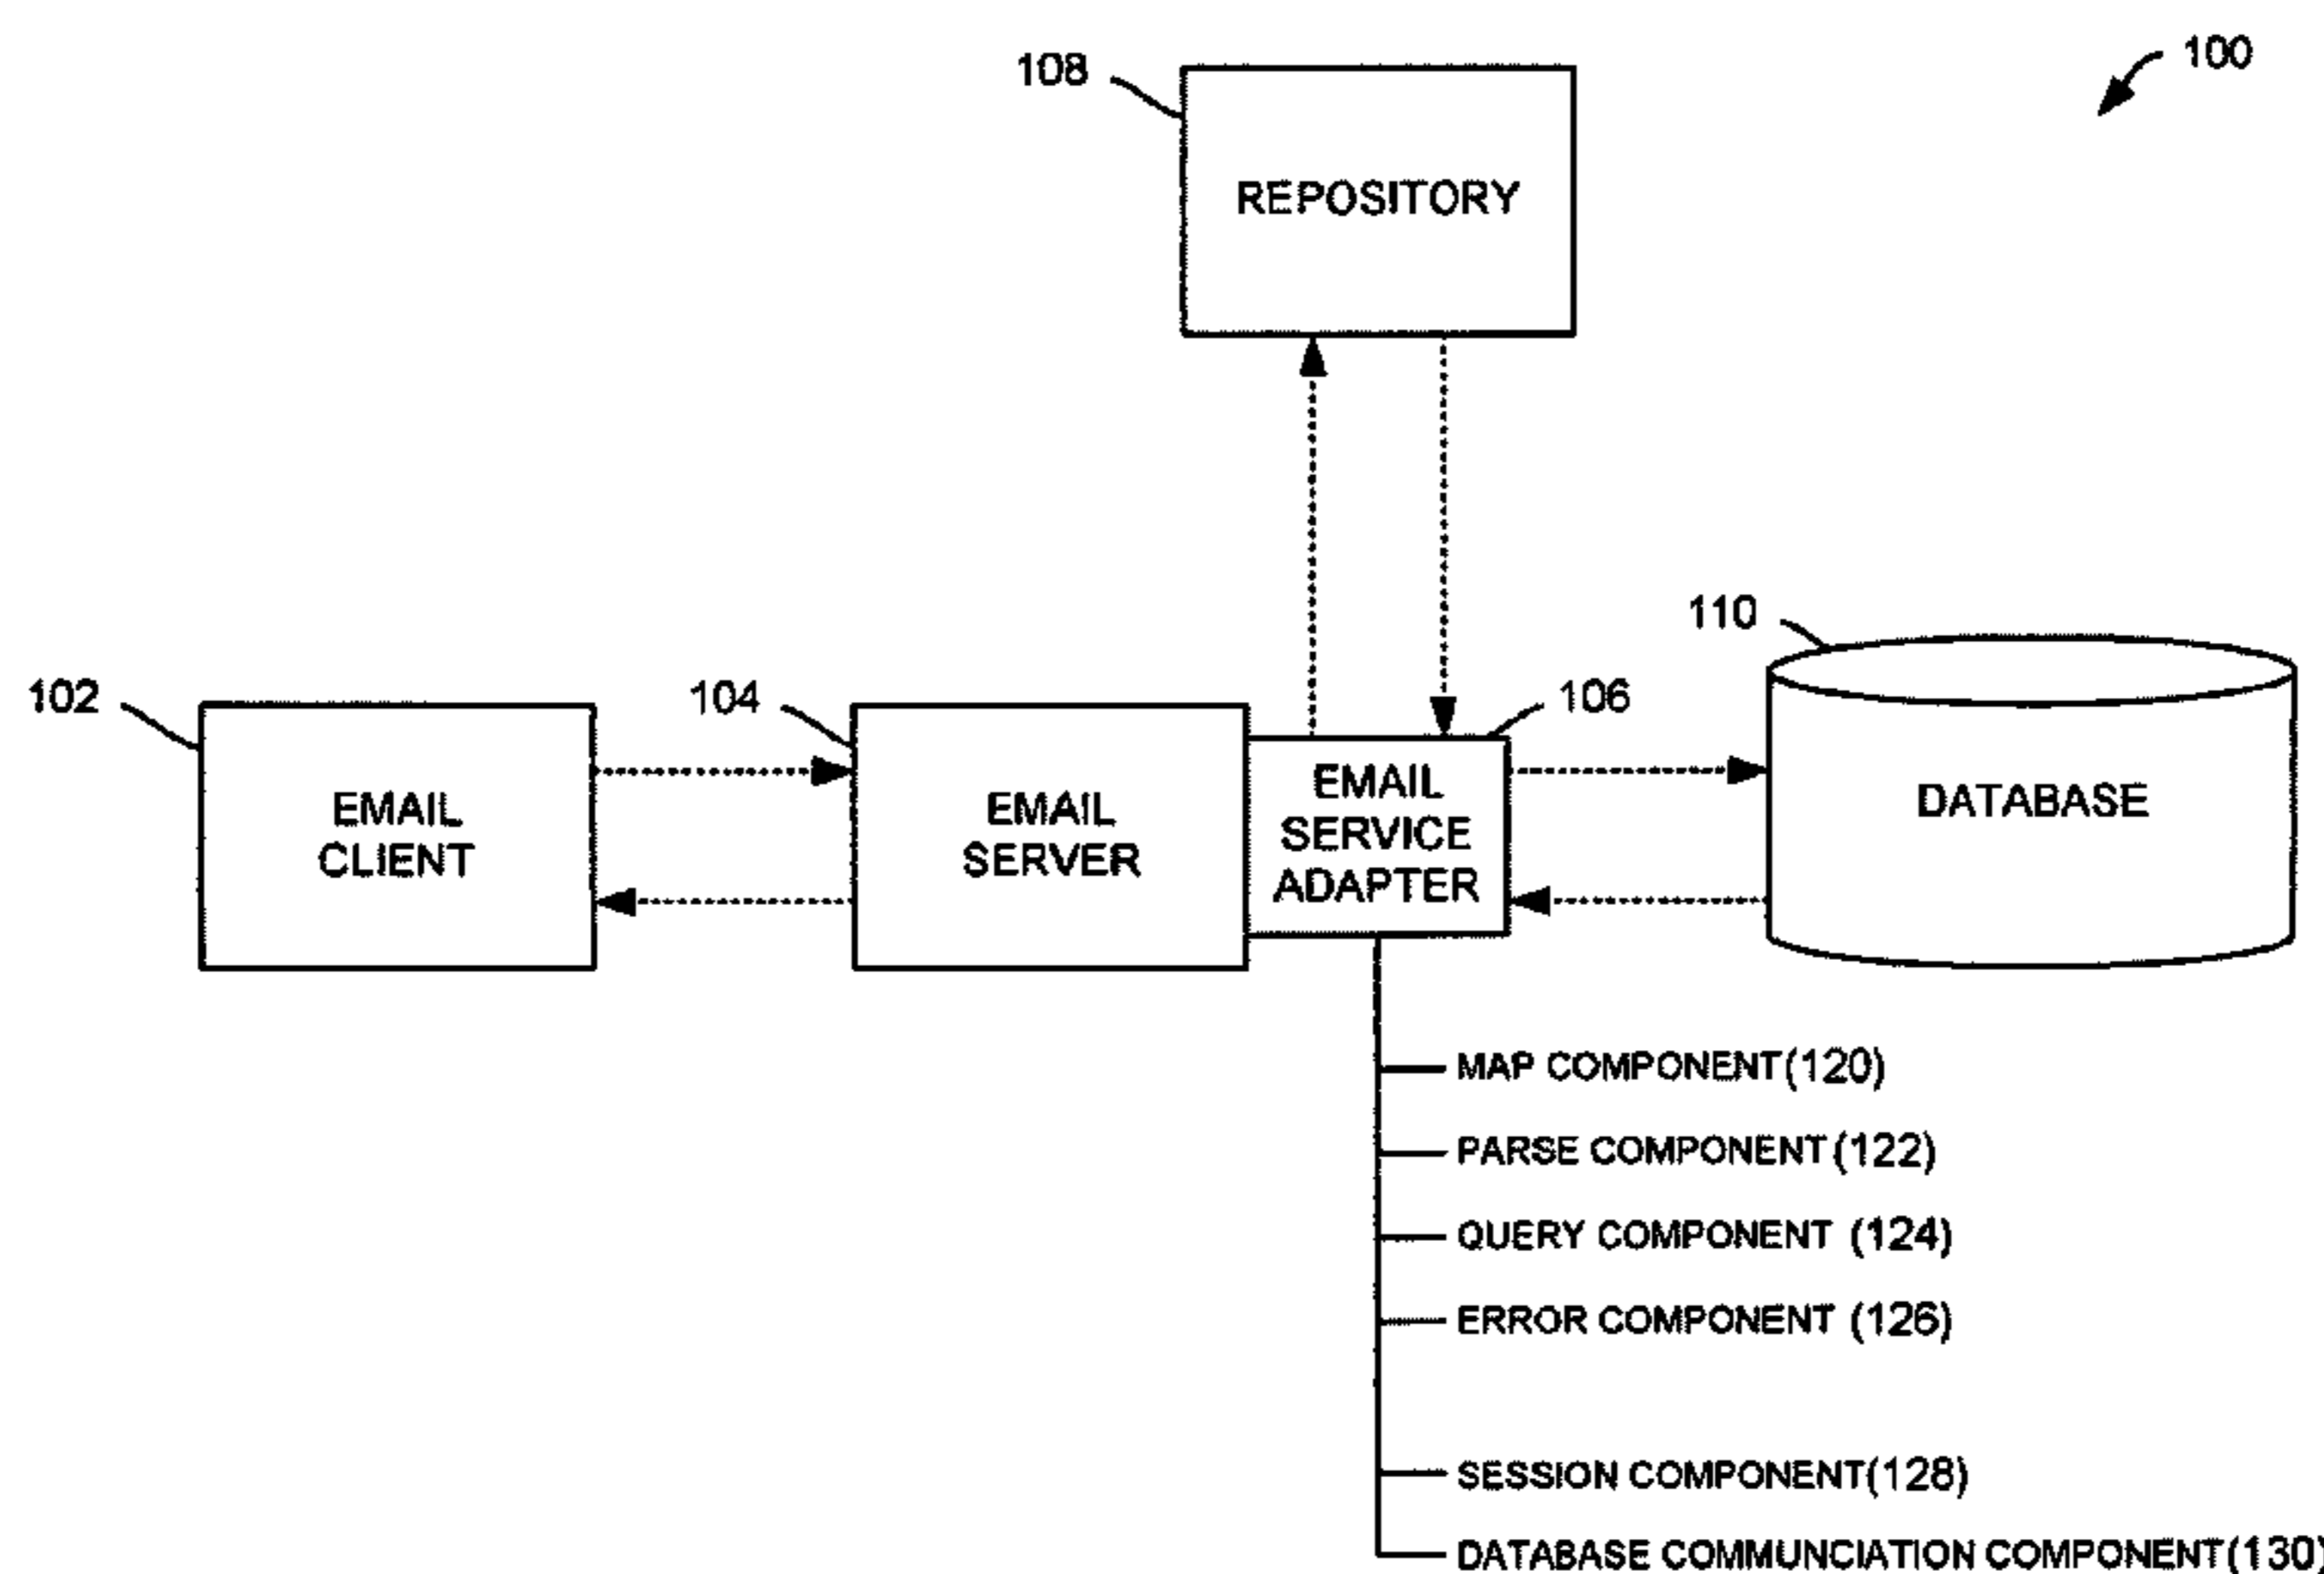 108
100
REPOSITORY
110
102
104
106
EMAIL
CLIENT
EMAIL
SERVER
EMAIL
SERVICE
ADAPTER
DATABASE
MAP COMPONENT(120)
PARSE COMPONENT (122)
QUERY COMPONENT (124)
ERROR COMPONENT (126)
SESSION COMPONENT(128)
DATABASE COMMUNCIATION COMPONENT(130)